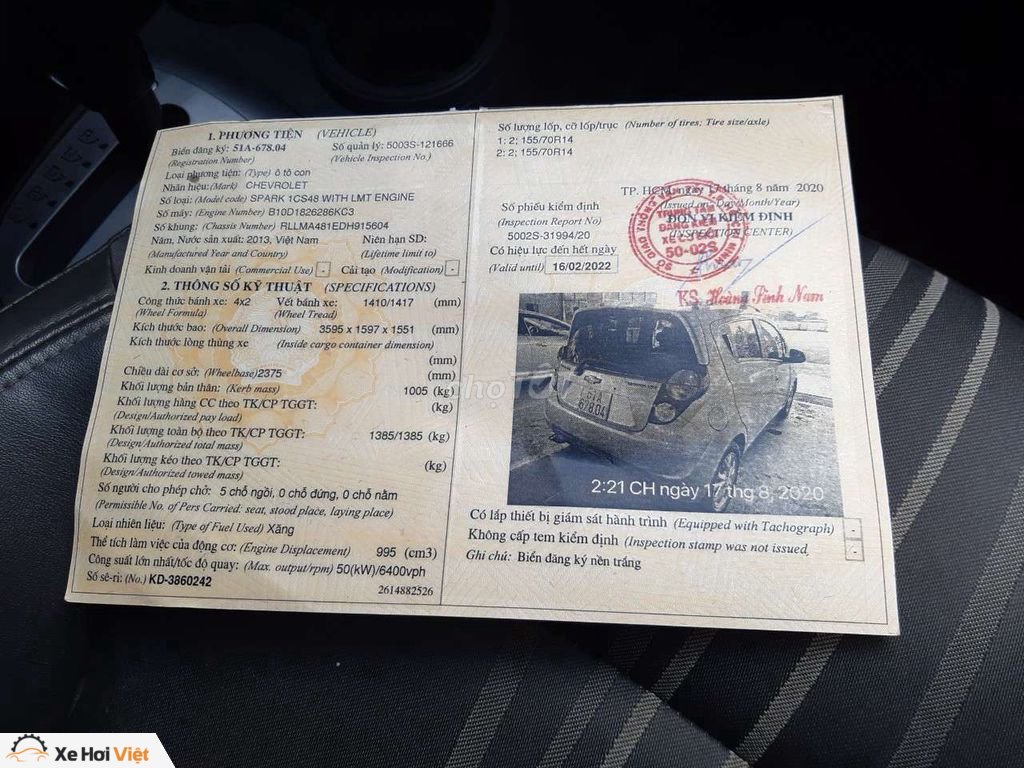 1. PHƯƠNG TIỆN (VEHICLE)
Biển đăng ký: 51A-678.04 Số quản lý: 5003S-121666
(Registration Number) (Vehicle Inspection No.)
Loại phương tiện: (Type) ô tô con
Nhãn hiệu: (Mark) CHEVROLET
Số loại: (Model code) SPARK 1CS48 WITH LMT ENGINE
Số máy: (Engine Number) B10D1826286KC3
Số khung: (Chassis Number) RLLMA481EDH915604
Năm, Nước sản xuất: 2013, Việt Nam Niên hạn SD:
(Manufactured Year and Country) (Lifetime limit to)
Kinh doanh vận tải (Commercial Use) - Cải tạo (Modification) -
2. THÔNG SỐ KỸ THUẬT (SPECIFICATIONS)
Công thức bánh xe: 4x2 Vết bánh xe: 1410/1417 (mm)
(Wheel Formula) (Wheel Tread)
Kích thước bao: (Overall Dimension) 3595 x 1597 x 1551 (mm)
Kích thước lòng thùng xe (Inside cargo container dimension)
(mm)
Chiều dài cơ sở: (Wheelbase) 2375 (mm)
Khối lượng bản thân: (Kerb mass) 1005 (kg)
Khối lượng hàng CC theo TK/CP TGGT: (kg)
(Design/Authorized pay load)
Khối lượng toàn bộ theo TK/CP TGGT: 1385/1385 (kg)
(Design/Authorized total mass)
Khối lượng kéo theo TK/CP TGGT: (kg)
(Design/Authorized towed mass)
Số người cho phép chở: 5 chỗ ngồi, 0 chỗ đứng, 0 chỗ nằm
(Permissible No. of Pers Carried: seat, stood place, laying place)
Loại nhiên liệu: (Type of Fuel Used) Xăng
Thể tích làm việc của động cơ: (Engine Displacement) 995 (cm3)
Công suất lớn nhất/tốc độ quay: (Max. output/rpm) 50(kW)/6400vph
Số sê-ri: (No.) KD-3860242 2614882526
Số lượng lốp, cỡ lốp/trục (Number of tires; Tire size/axle)
1: 2; 155/70R14
2: 2; 155/70R14
TP. HCM, ngày 17 tháng 8 năm 2020
(Issued on: Day/Month/Year)
Số phiếu kiểm định ĐƠN VỊ KIỂM ĐỊNH
(Inspection Report No) (INSPECTION CENTER)
5002S-31994/20
Có hiệu lực đến hết ngày
(Valid until) 16/02/2022
TRUNG TÂM
ĐĂNG KIỂM
XE CƠ GIỚI
50-02S
KS. Hoàng Tình Nam
51A
678.04
2:21 CH ngày 17 thg 8, 2020
Có lắp thiết bị giám sát hành trình (Equipped with Tachograph) -
Không cấp tem kiểm định (Inspection stamp was not issued) -
Ghi chú: Biển đăng ký nền trắng
Xe Hơi Việt